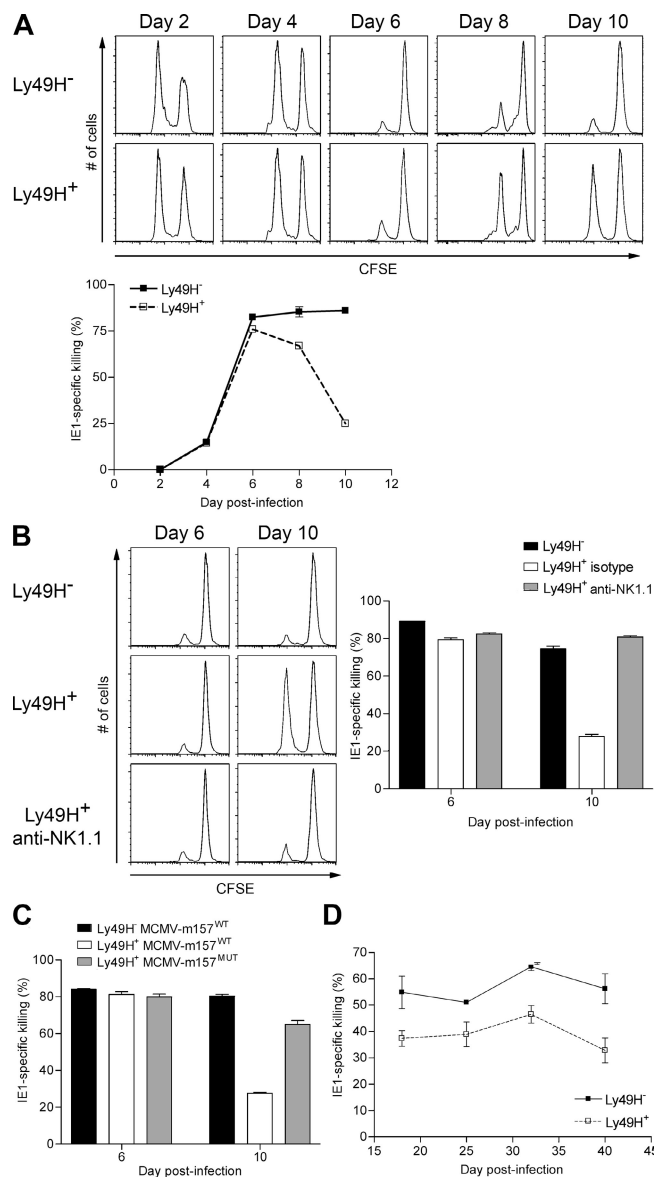 A
Day 2 Day 4 Day 6 Day 8 Day 10
Ly49H-
Ly49H+
# of cells
CFSE
Ly49H-
Ly49H+
IE1-specific killing (%)
100
75
50
25
0
0 2 4 6 8 10 12
Day post-infection
B
Day 6 Day 10
Ly49H-
Ly49H+
Ly49H+
anti-NK1.1
# of cells
CFSE
Ly49H-
Ly49H+ isotype
Ly49H+ anti-NK1.1
IE1-specific killing (%)
100
80
60
40
20
0
6 10
Day post-infection
C
Ly49H- MCMV-m157WT
Ly49H+ MCMV-m157WT
Ly49H+ MCMV-m157MUT
IE1-specific killing (%)
100
80
60
40
20
0
6 10
Day post-infection
D
IE1-specific killing (%)
70
60
50
40
30
20
10
0
Ly49H-
Ly49H+
15 20 25 30 35 40 45
Day post-infection